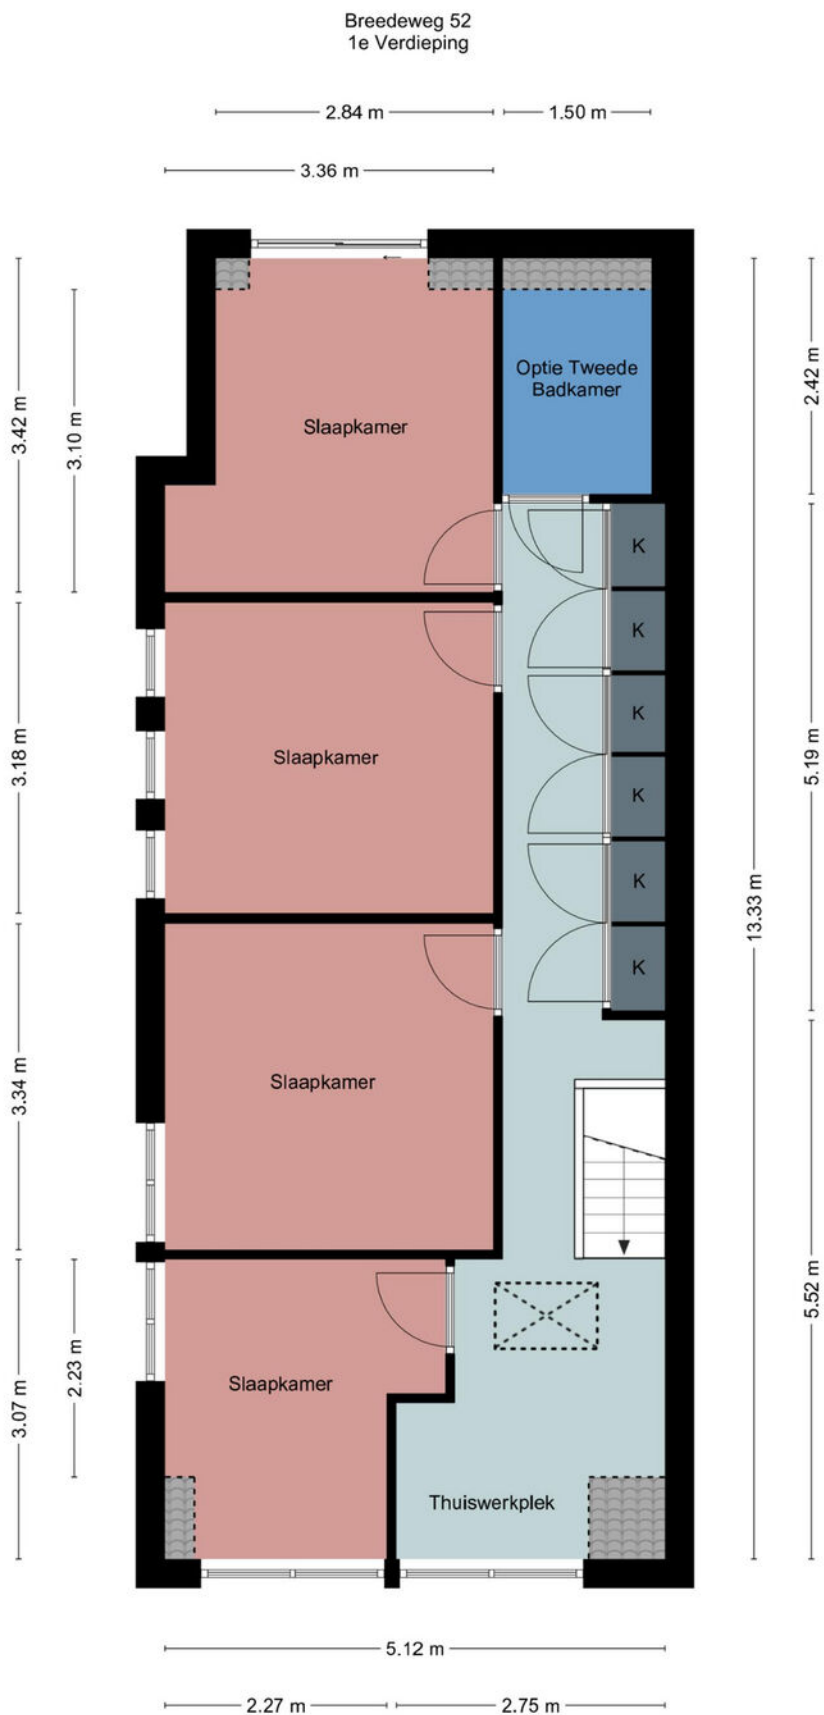 Breedeweg 52
1e Verdieping
2.84 m
1.50 m
3.36 m
Optie Tweede
Badkamer
2.42 m
3.42 m
3.10 m
Slaapkamer
K
K
K
K
K
K
3.18 m
Slaapkamer
5.19 m
13.33 m
3.34 m
Slaapkamer
5.52 m
2.23 m
3.07 m
Slaapkamer
Thuiswerkplek
5.12 m
2.27 m
2.75 m